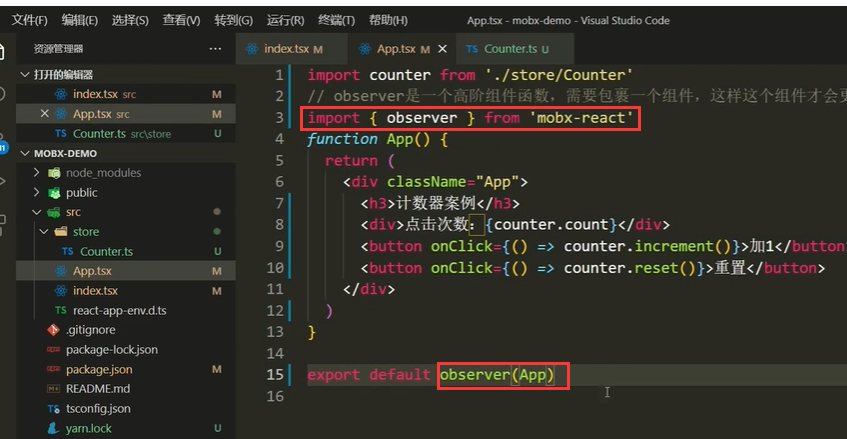 文件(F) 编辑(E) 选择(S) 查看(V) 转到(G) 运行(R) 终端(T) 帮助(H) App.tsx - mobx-demo - Visual Studio Code
资源管理器 ···
打开的编辑器
index.tsx src M
App.tsx src M
TS Counter.ts src\store U
MOBX-DEMO
node_modules
public
src
store
TS Counter.ts U
App.tsx M
index.tsx M
TS react-app-env.d.ts
.gitignore
package-lock.json
package.json M
README.md
tsconfig.json
yarn.lock U
index.tsx M App.tsx M TS Counter.ts U
1 import counter from './store/Counter'
2 // observer是一个高阶组件函数，需要包裹一个组件，这样这个组件才会
3 import { observer } from 'mobx-react'
4 function App() {
5 return (
6 <div className="App">
7 <h3>计数器案例</h3>
8 <div>点击次数：{counter.count}</div>
9 <button onClick={() => counter.increment()}>加1</button
10 <button onClick={() => counter.reset()}>重置</button>
11 </div>
12 )
13 }
14
15 export default observer(App)
16